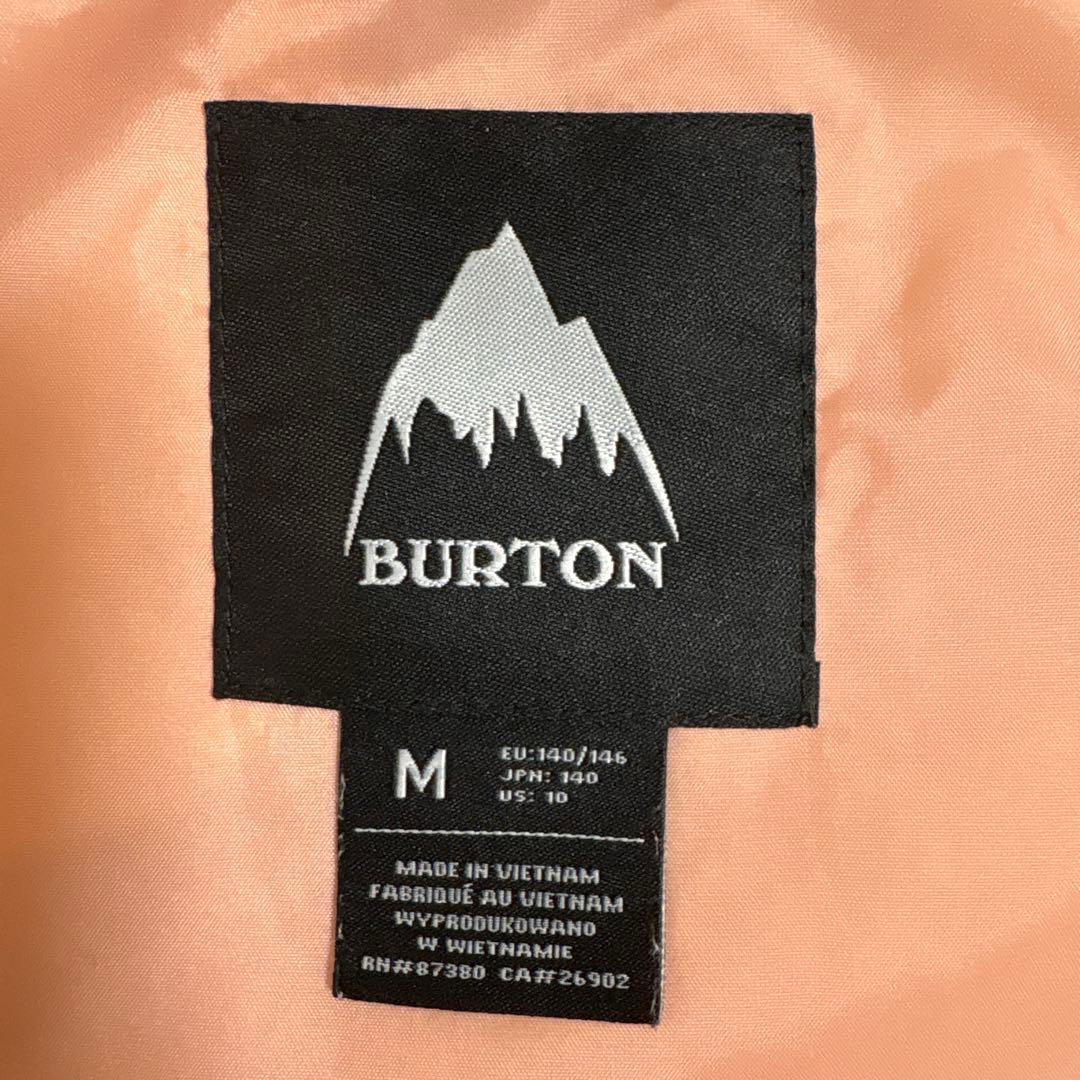 BURTON
M
EU:140/146
JPN: 140
US: 10
MADE IN VIETNAM
FABRIQUÉ AU VIETNAM
WYPRODUKOWANO
W WIETNAMIE
RN#87380 CA#26902